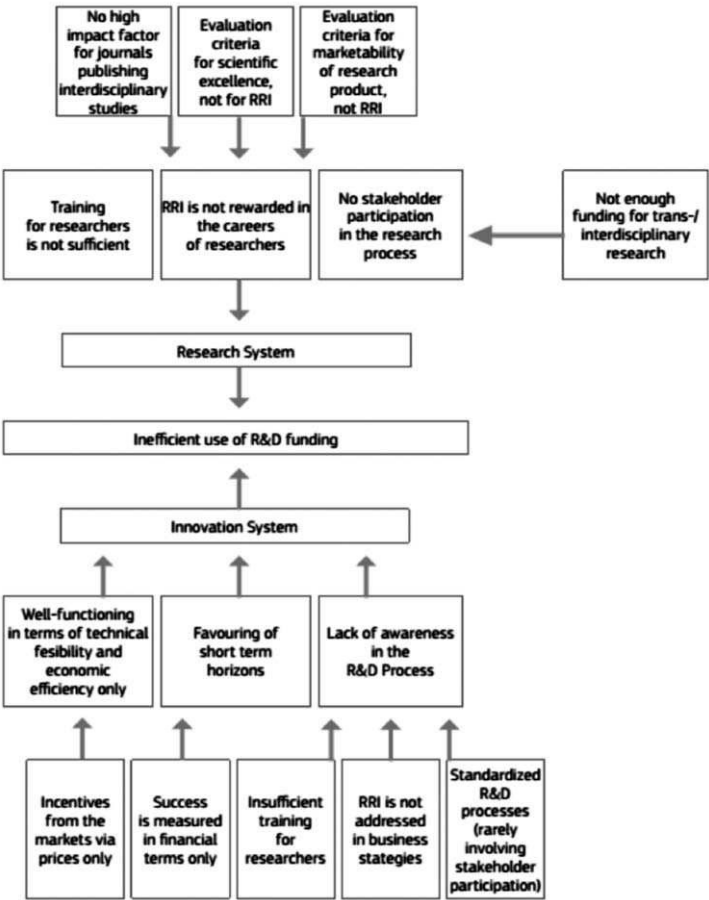 No high
impact factor
for journals
publishing
interdisciplinary
studies
Evaluation
criteria
for scientific
excellence,
not for RRI
Evaluation
criteria for
marketability
of research
product,
not RRI
Training
for researchers
is not sufficient
RRI is not rewarded in
the careers
of researchers
No stakeholder
participation
in the research
process
Not enough
funding for trans-/
interdisciplinary
research
Research System
Inefficient use of R&D funding
Innovation System
Well-functioning
in terms of technical
fesibility and
economic
efficiency only
Favouring of
short term
horizons
Lack of awareness
in the
R&D Process
Incentives
from the
markets via
prices only
Success
is measured
in financial
terms only
Insufficient
training
for
researchers
RRI is not
addressed
in business
stategies
Standardized
R&D
processes
(rarely
involving
stakeholder
participation)